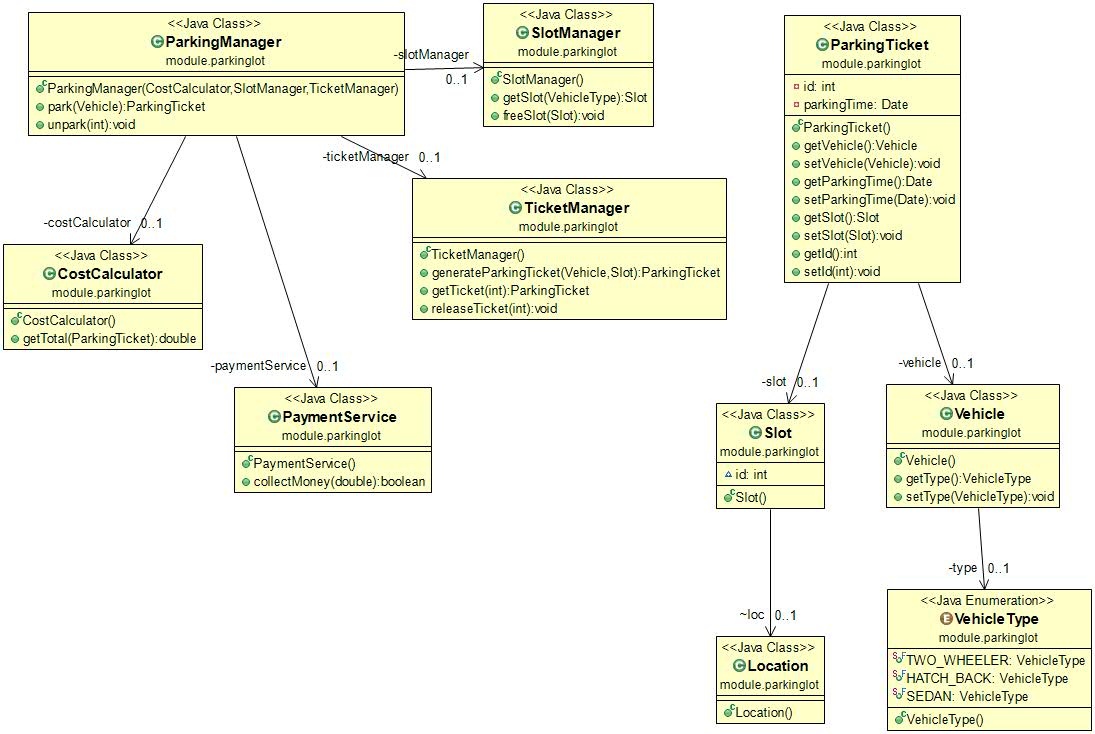 <<Java Class>>
ParkingManager
module.parkinglot
ParkingManager(CostCalculator,SlotManager,TicketManager)
park(Vehicle):ParkingTicket
unpark(int):void
-slotManager
0..1
<<Java Class>>
SlotManager
module.parkinglot
SlotManager()
getSlot(VehicleType):Slot
freeSlot(Slot):void
<<Java Class>>
ParkingTicket
module.parkinglot
id: int
parkingTime: Date
ParkingTicket()
getVehicle():Vehicle
setVehicle(Vehicle):void
getParkingTime():Date
setParkingTime(Date):void
getSlot():Slot
setSlot(Slot):void
getId():int
setId(int):void
-ticketManager 0..1
<<Java Class>>
TicketManager
module.parkinglot
TicketManager()
generateParkingTicket(Vehicle,Slot):ParkingTicket
getTicket(int):ParkingTicket
releaseTicket(int):void
-costCalculator 0..1
<<Java Class>>
CostCalculator
module.parkinglot
CostCalculator()
getTotal(ParkingTicket):double
-paymentService 0..1
<<Java Class>>
PaymentService
module.parkinglot
PaymentService()
collectMoney(double):boolean
-slot 0..1
<<Java Class>>
Slot
module.parkinglot
id: int
Slot()
-vehicle 0..1
<<Java Class>>
Vehicle
module.parkinglot
Vehicle()
getType():VehicleType
setType(VehicleType):void
~loc 0..1
<<Java Class>>
Location
module.parkinglot
Location()
-type 0..1
<<Java Enumeration>>
VehicleType
module.parkinglot
TWO_WHEELER: VehicleType
HATCH_BACK: VehicleType
SEDAN: VehicleType
VehicleType()